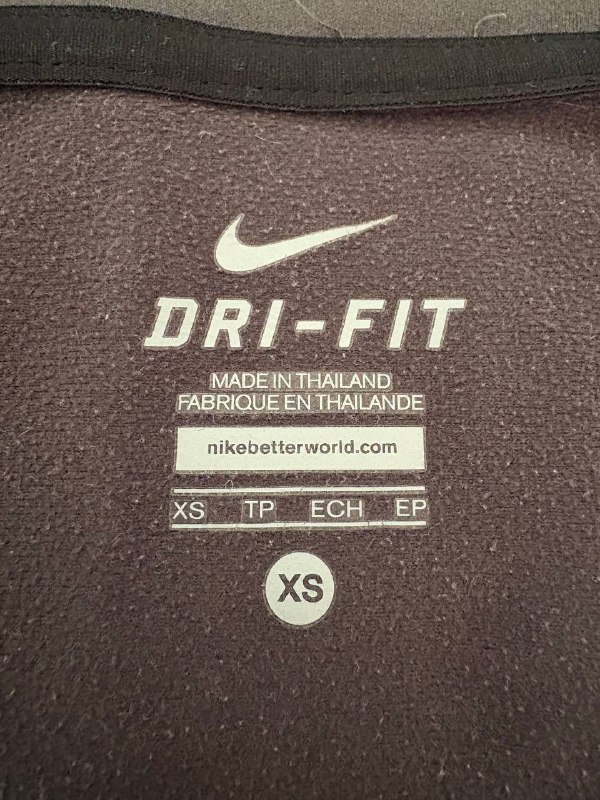 DRI-FIT
MADE IN THAILAND
FABRIQUE EN THAILANDE
nikebetterworld.com
XS TP ECH EP
XS